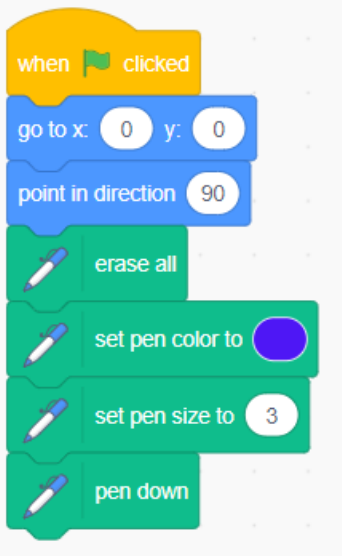 when clicked
go to x: 0 y: 0
point in direction 90
erase all
set pen color to
set pen size to 3
pen down